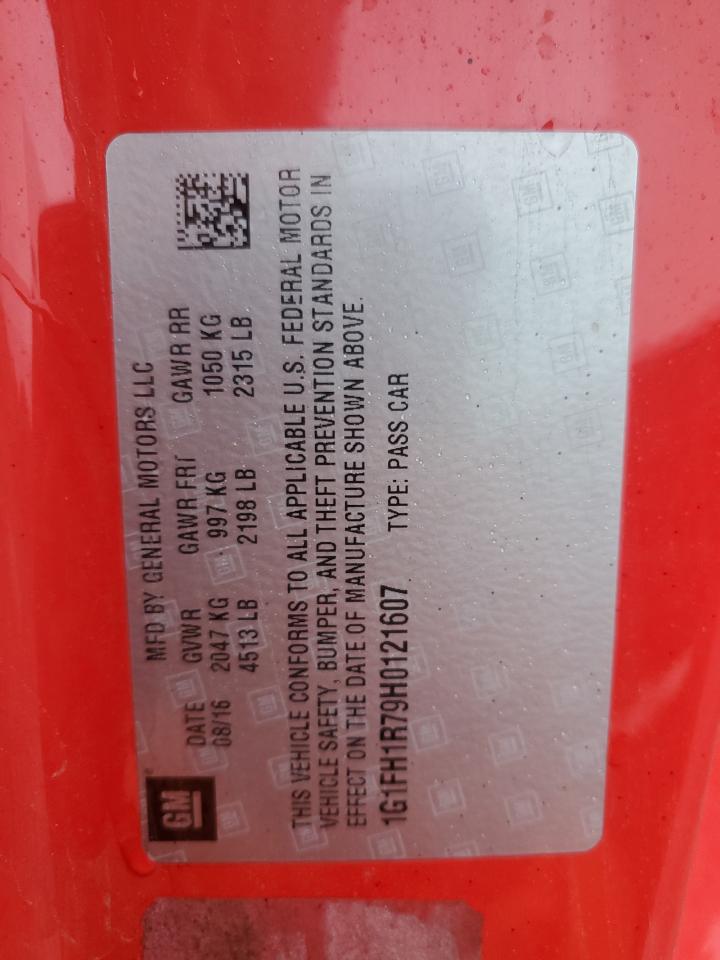 GM
MFD BY GENERAL MOTORS LLC
DATE GVWR GAWR FRT GAWR RR
08/16 2047 KG 997 KG 1050 KG
4513 LB 2198 LB 2315 LB
THIS VEHICLE CONFORMS TO ALL APPLICABLE U.S. FEDERAL MOTOR
VEHICLE SAFETY, BUMPER, AND THEFT PREVENTION STANDARDS IN
EFFECT ON THE DATE OF MANUFACTURE SHOWN ABOVE.
1G1FH1R79H0121607 TYPE: PASS CAR